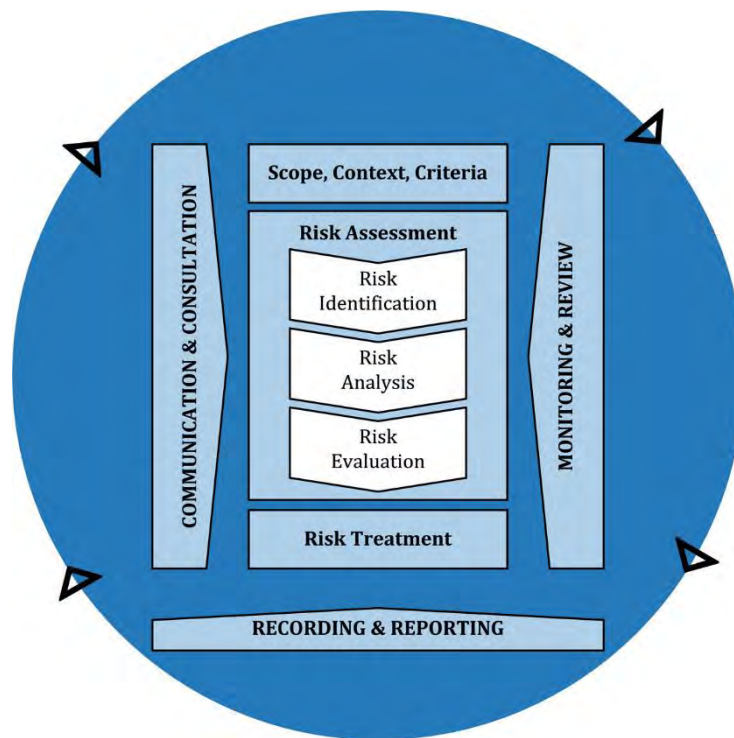 Scope, Context, Criteria
Risk Assessment
Risk
Identification
Risk
Analysis
Risk
Evaluation
Risk Treatment
COMMUNICATION & CONSULTATION
MONITORING & REVIEW
RECORDING & REPORTING